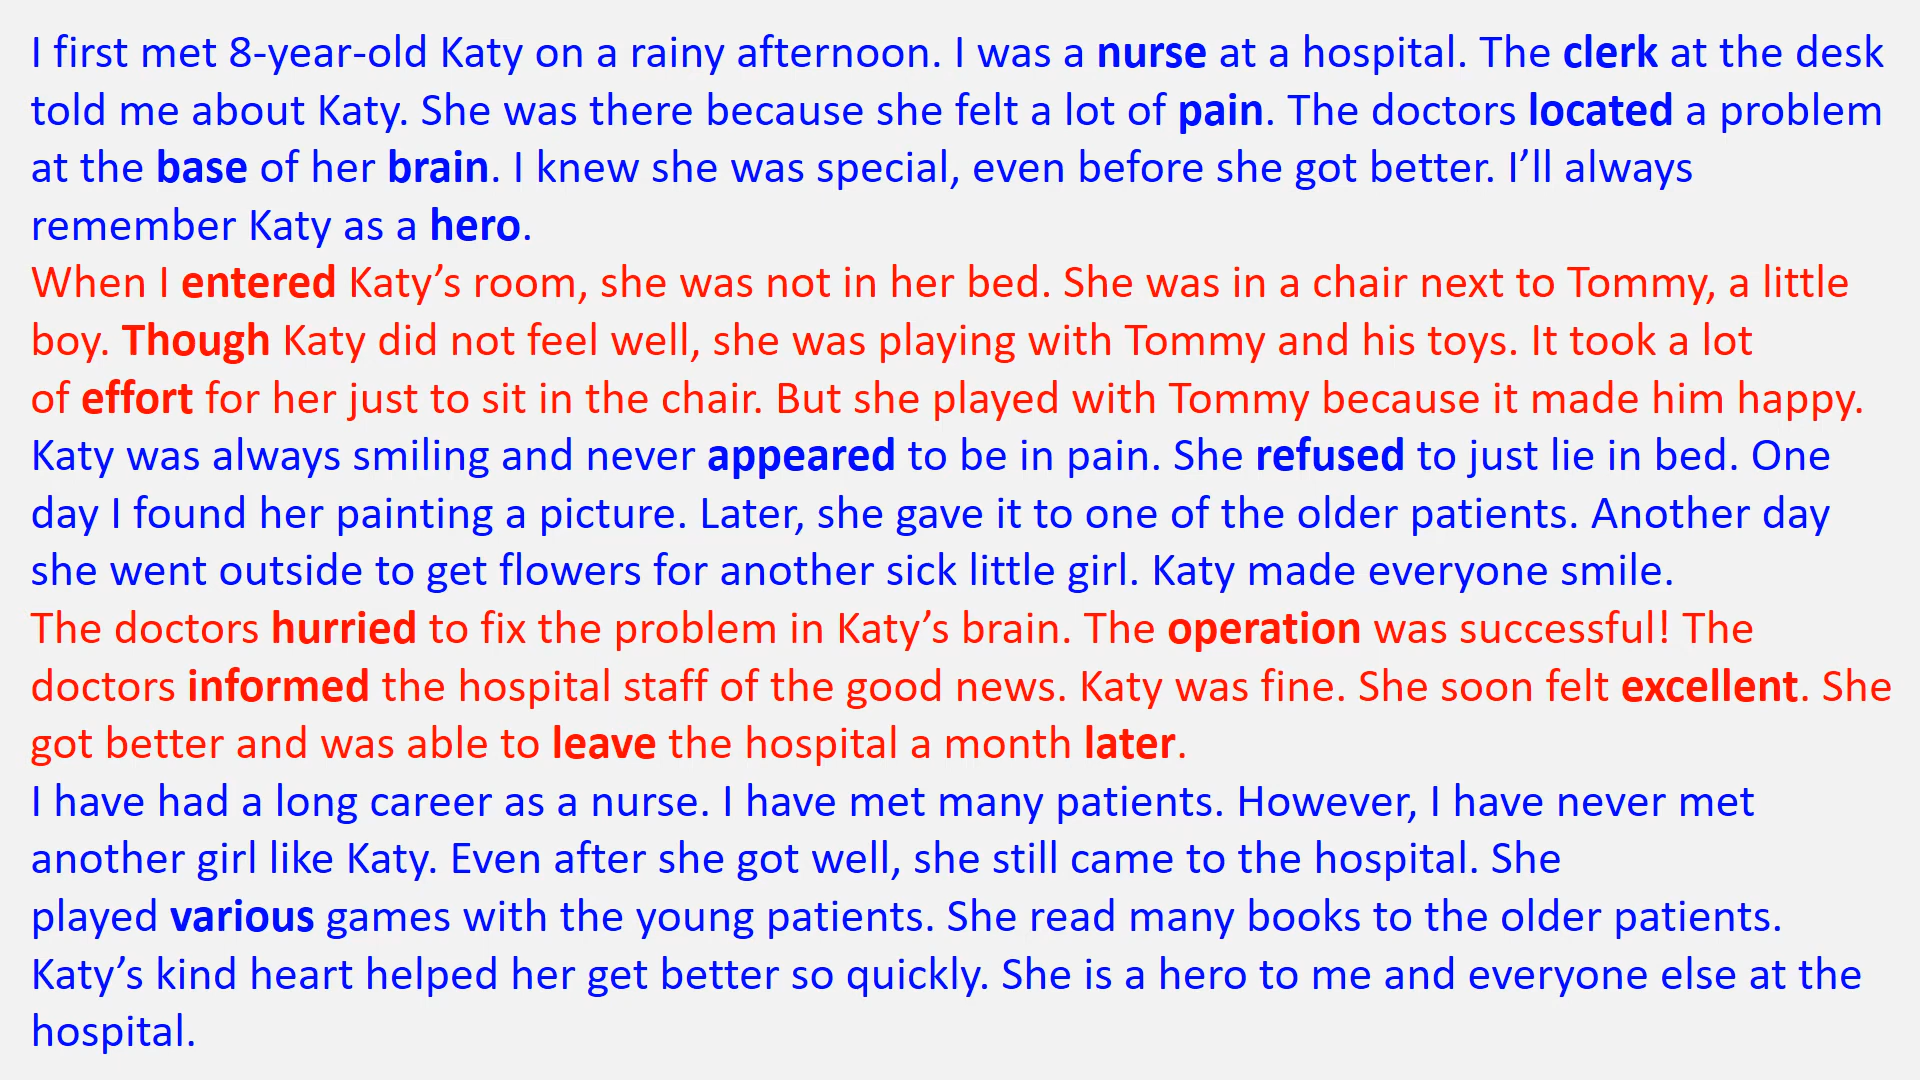 I first met 8-year-old Katy on a rainy afternoon. I was a nurse at a hospital. The clerk at the desk
told me about Katy. She was there because she felt a lot of pain. The doctors located a problem
at the base of her brain. I knew she was special, even before she got better. I’ll always
remember Katy as a hero.
When I entered Katy’s room, she was not in her bed. She was in a chair next to Tommy, a little
boy. Though Katy did not feel well, she was playing with Tommy and his toys. It took a lot
of effort for her just to sit in the chair. But she played with Tommy because it made him happy.
Katy was always smiling and never appeared to be in pain. She refused to just lie in bed. One
day I found her painting a picture. Later, she gave it to one of the older patients. Another day
she went outside to get flowers for another sick little girl. Katy made everyone smile.
The doctors hurried to fix the problem in Katy’s brain. The operation was successful! The
doctors informed the hospital staff of the good news. Katy was fine. She soon felt excellent. She
got better and was able to leave the hospital a month later.
I have had a long career as a nurse. I have met many patients. However, I have never met
another girl like Katy. Even after she got well, she still came to the hospital. She
played various games with the young patients. She read many books to the older patients.
Katy’s kind heart helped her get better so quickly. She is a hero to me and everyone else at the
hospital.